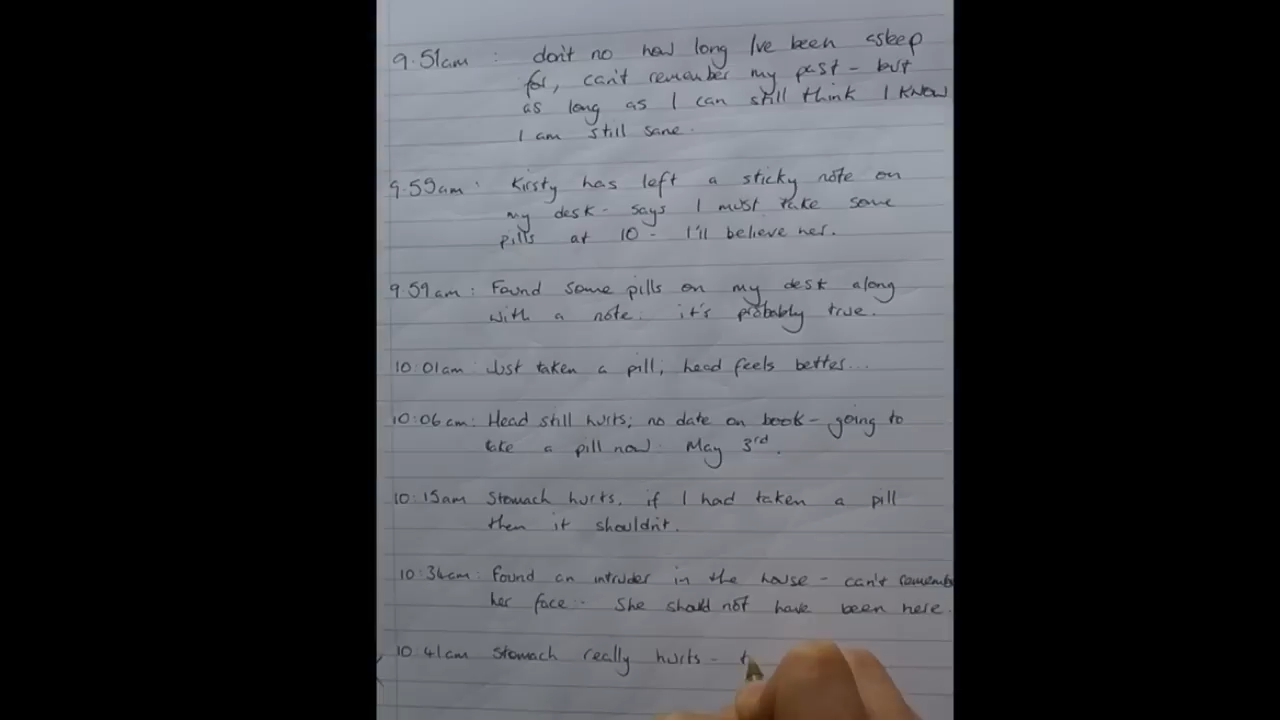 9.51am : don't no how long I've been asleep
for, can't remember my past - but
as long as I can still think I KNOW
I am still sane.
9.59am : Kirsty has left a sticky note on
my desk - says I must take some
pills at 10 - I'll believe her.
9.59am : Found some pills on my desk along
with a note. it's probably true.
10:01am : Just taken a pill; head feels better...
10:06am : Head still hurts; no date on book - going to
take a pill now. May 3rd.
10:15am Stomach hurts. if I had taken a pill
then it shouldn't.
10:34am : Found an intruder in the house - can't rememb
her face - She should not have been here.
10.41am Stomach really hurts - t